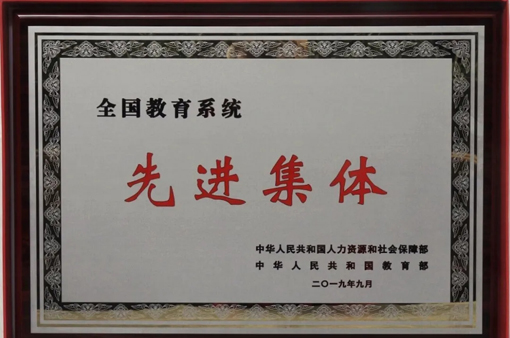 全国教育系统
先进集体
中华人民共和国人力资源和社会保障部
中华人民共和国教育部
二〇一九年九月